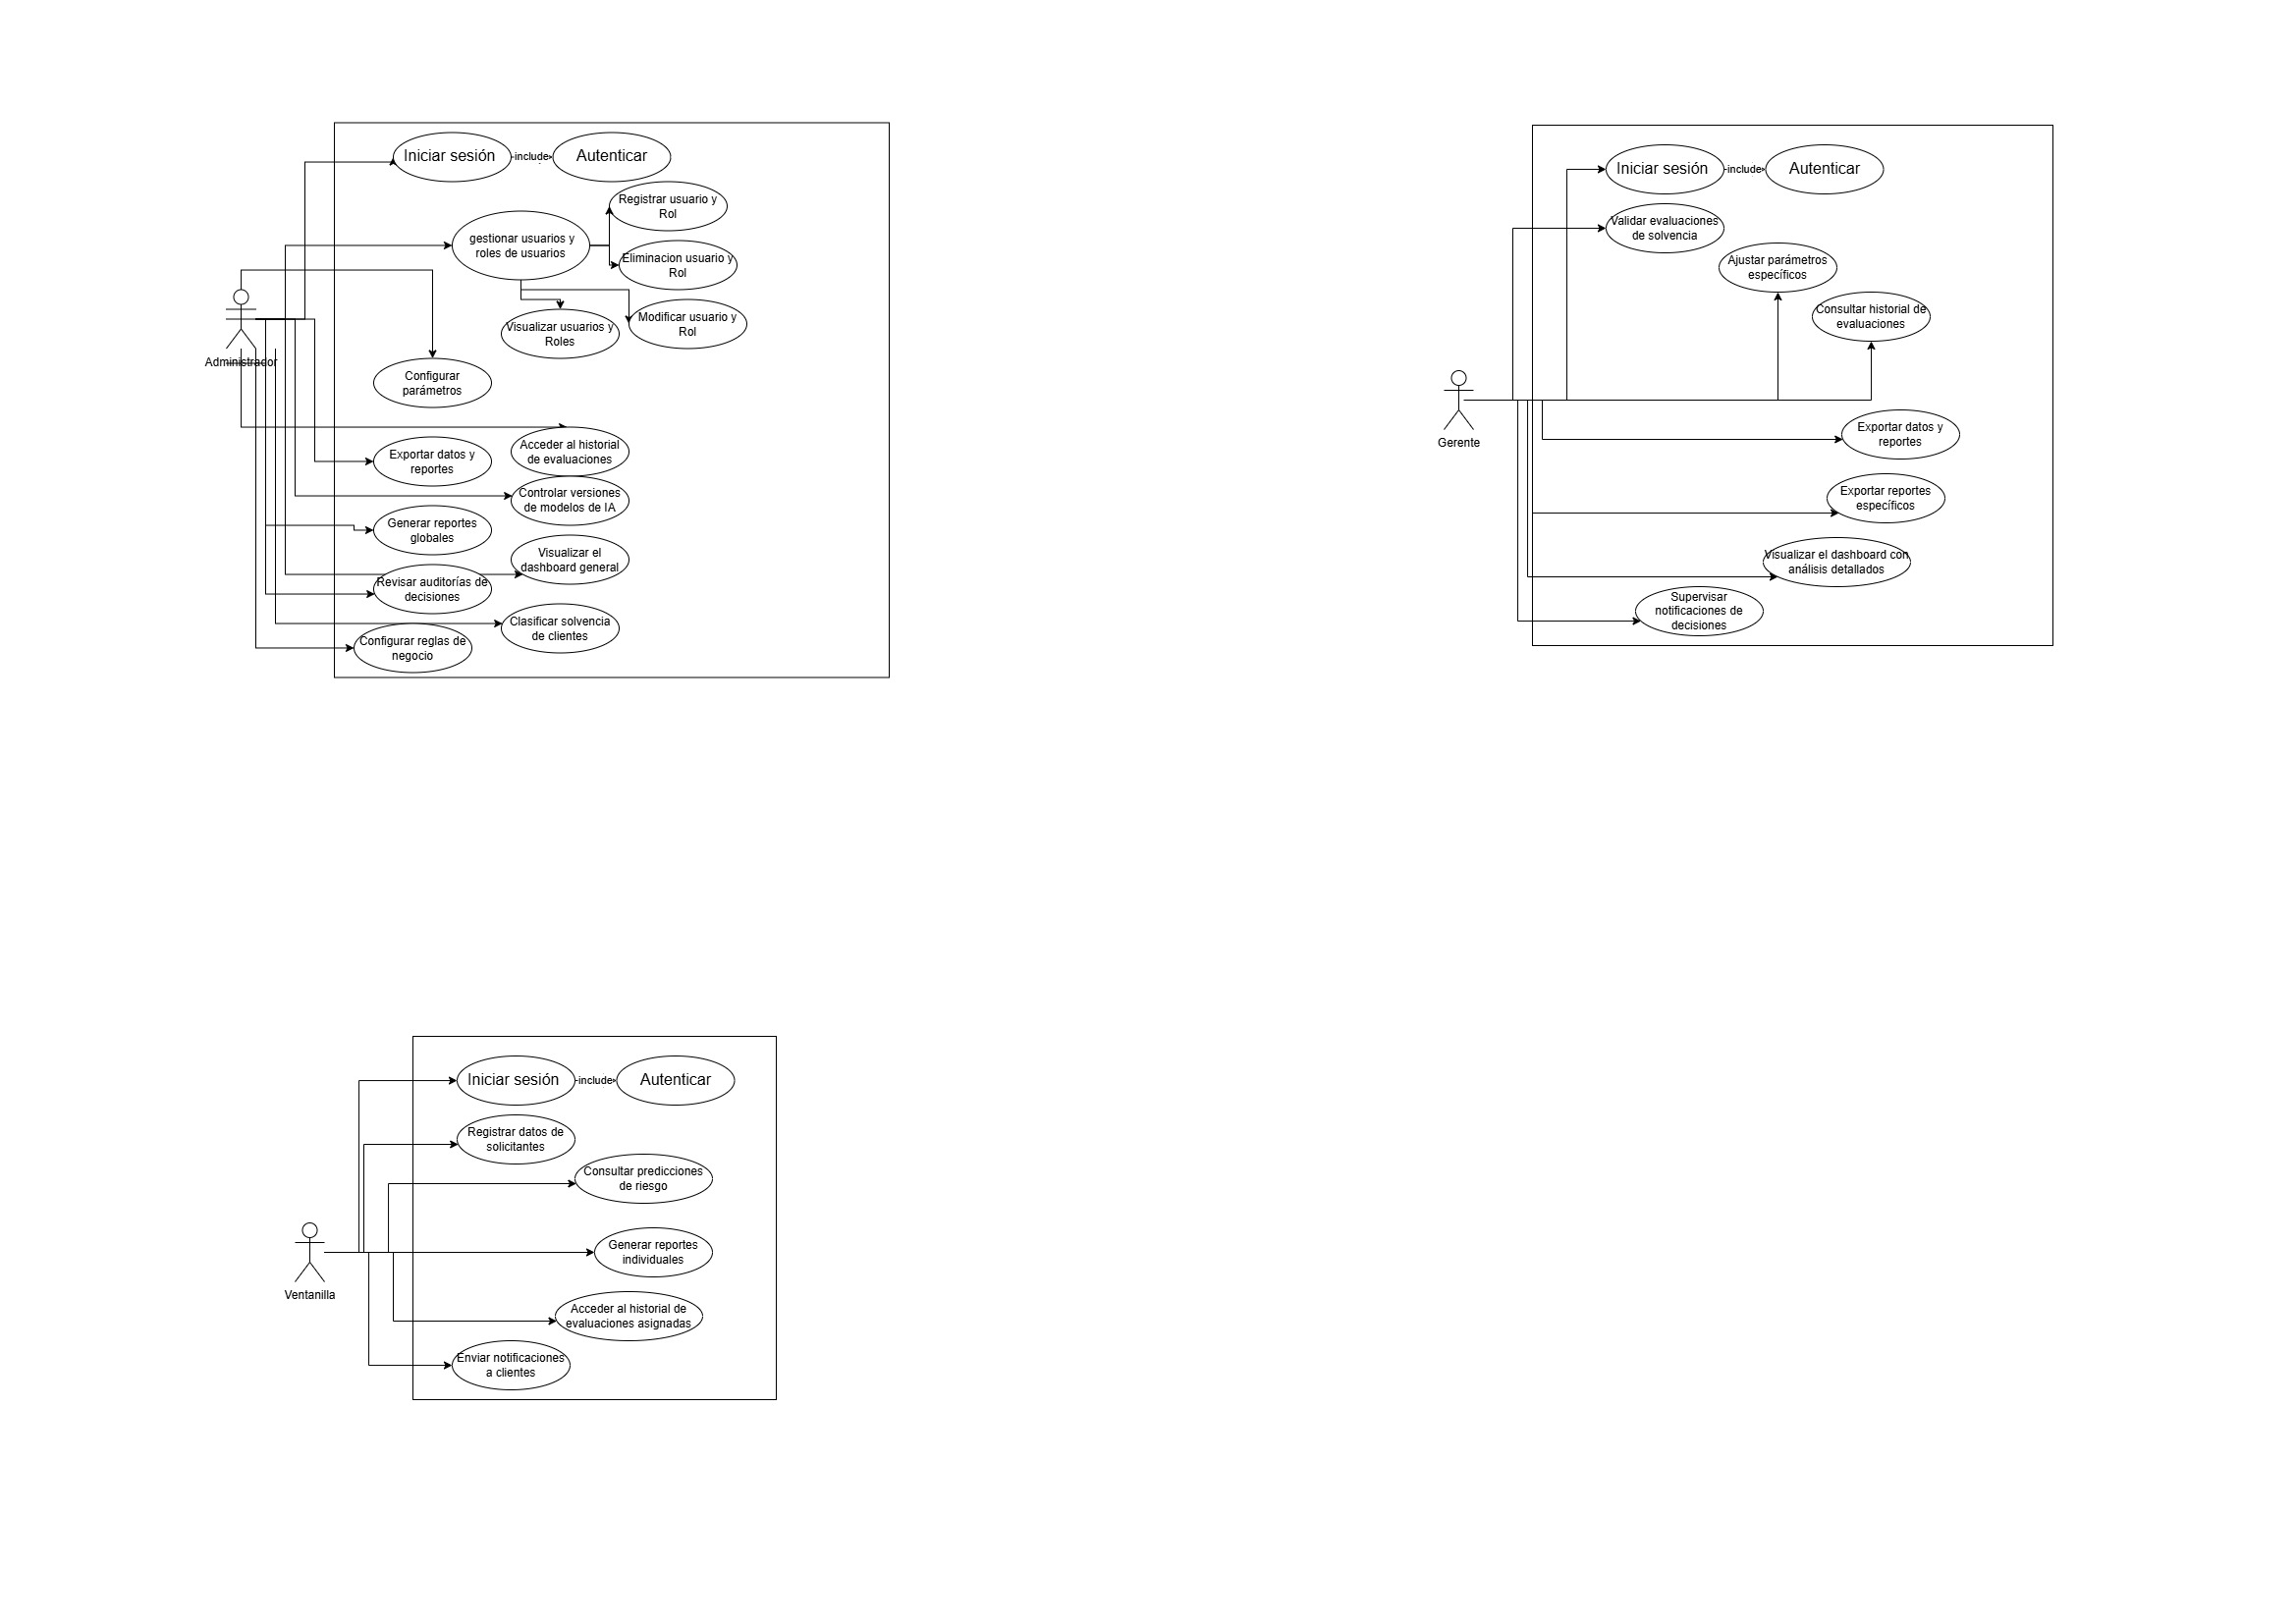 Iniciar sesión
include
Autenticar
Registrar usuario y
Rol
gestionar usuarios y
roles de usuarios
Eliminacion usuario y
Rol
Visualizar usuarios y
Roles
Modificar usuario y
Rol
Administrador
Configurar
parámetros
Acceder al historial
de evaluaciones
Exportar datos y
reportes
Controlar versiones
de modelos de IA
Generar reportes
globales
Visualizar el
dashboard general
Revisar auditorías de
decisiones
Clasificar solvencia
de clientes
Configurar reglas de
negocio
Iniciar sesión
include
Autenticar
Validar evaluaciones
de solvencia
Ajustar parámetros
específicos
Consultar historial de
evaluaciones
Gerente
Exportar datos y
reportes
Exportar reportes
específicos
Visualizar el dashboard con
análisis detallados
Supervisar
notificaciones de
decisiones
Iniciar sesión
include
Autenticar
Registrar datos de
solicitantes
Consultar predicciones
de riesgo
Generar reportes
individuales
Ventanilla
Acceder al historial de
evaluaciones asignadas
Enviar notificaciones
a clientes